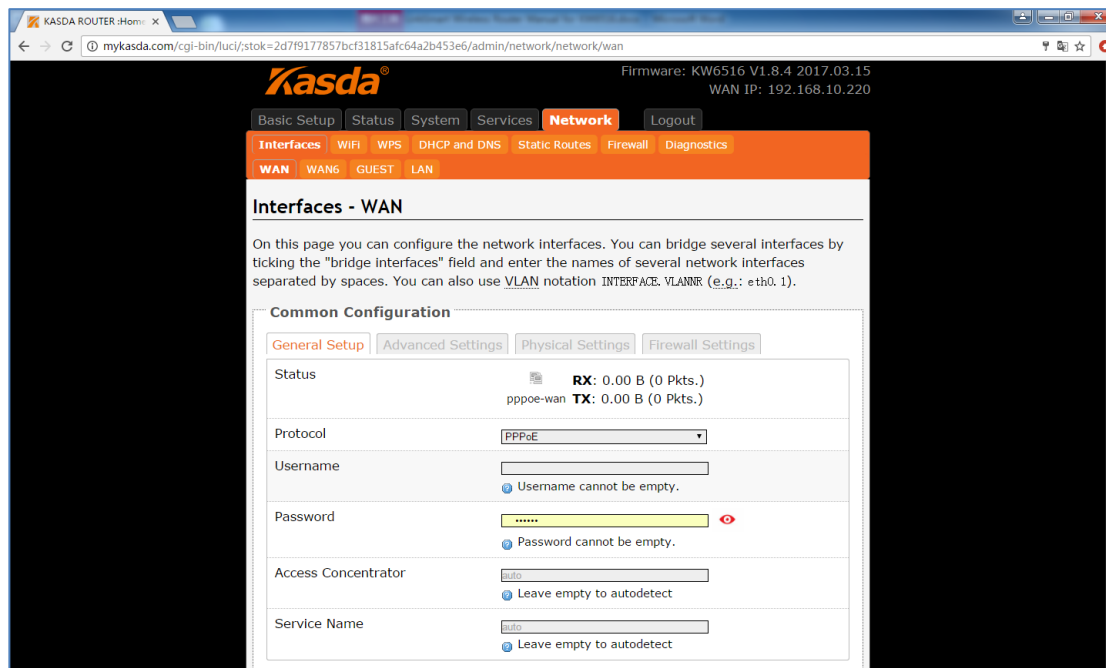 KASDA ROUTER :Home
mykasda.com/cgi-bin/luci/;stok=2d7f9177857bcf31815afc64a2b453e6/admin/network/network/wan
Kasda®
Firmware: KW6516 V1.8.4 2017.03.15
WAN IP: 192.168.10.220
Basic Setup Status System Services Network Logout
Interfaces WiFi WPS DHCP and DNS Static Routes Firewall Diagnostics
WAN WAN6 GUEST LAN
Interfaces - WAN
On this page you can configure the network interfaces. You can bridge several interfaces by
ticking the "bridge interfaces" field and enter the names of several network interfaces
separated by spaces. You can also use VLAN notation INTERFACE.VLANNR (e.g.: eth0.1).
Common Configuration
General Setup Advanced Settings Physical Settings Firewall Settings
Status
RX: 0.00 B (0 Pkts.)
pppoe-wan TX: 0.00 B (0 Pkts.)
Protocol PPPoE
Username
Username cannot be empty.
Password ••••••
Password cannot be empty.
Access Concentrator auto
Leave empty to autodetect
Service Name auto
Leave empty to autodetect